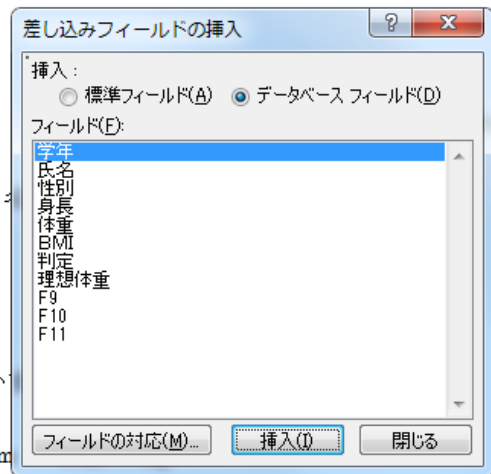 差し込みフィールドの挿入
挿入：
標準フィールド(A) データベース フィールド(D)
フィールド(F):
学年
氏名
性別
身長
体重
BMI
判定
理想体重
F9
F10
F11
フィールドの対応(M)... 挿入(I) 閉じる
m